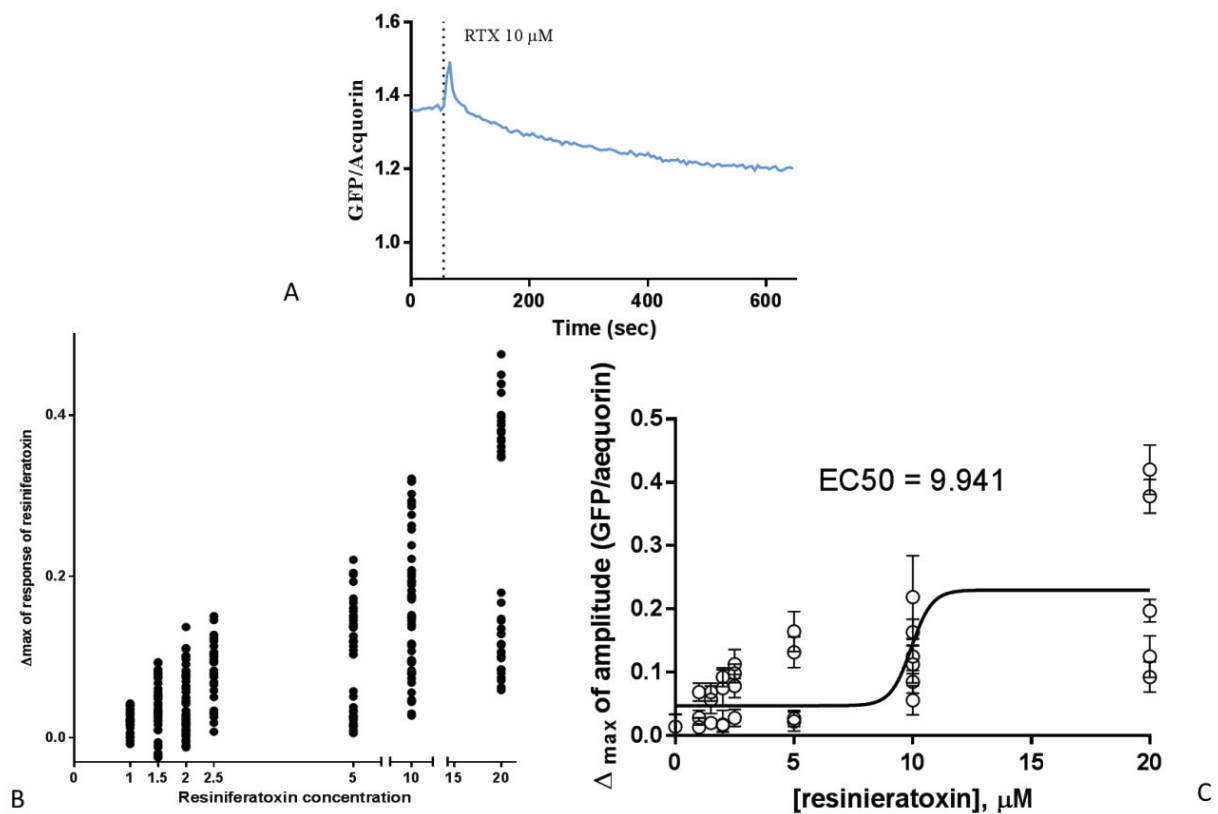 1.6
RTX 10 μM
1.4
1.2
1.0
GFP/Acquorin
0 200 400 600
Time (sec)
A
Δmax of response of resiniferatoxin
0.4
0.2
0.0
0 1 1.5 2 2.5 5 10 15 20
Resiniferatoxin concentration
B
Δ max of amplitude (GFP/aequorin)
0.5
0.4
0.3
0.2
0.1
0.0
EC50 = 9.941
0 5 10 15 20
[resinieratoxin], μM
C